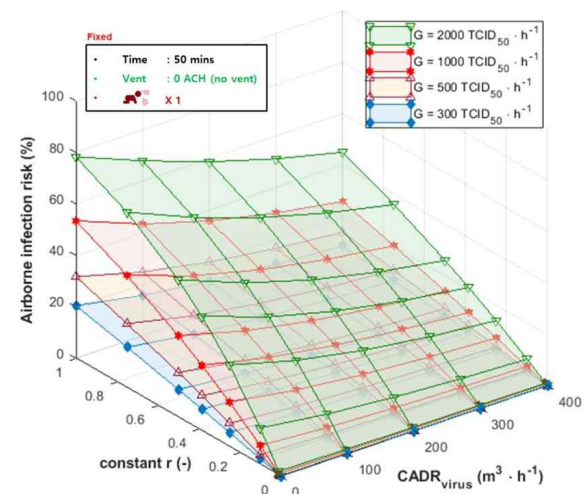 Fixed
• Time : 50 mins
• Vent : 0 ACH (no vent)
• X 1
G = 2000 TCID₅₀ · h⁻¹
G = 1000 TCID₅₀ · h⁻¹
G = 500 TCID₅₀ · h⁻¹
G = 300 TCID₅₀ · h⁻¹
Airborne infection risk (%)
100
80
60
40
20
0
1
0.8
0.6
0.4
0.2
0
constant r (-)
0
100
200
300
400
CADRvirus (m³ · h⁻¹)